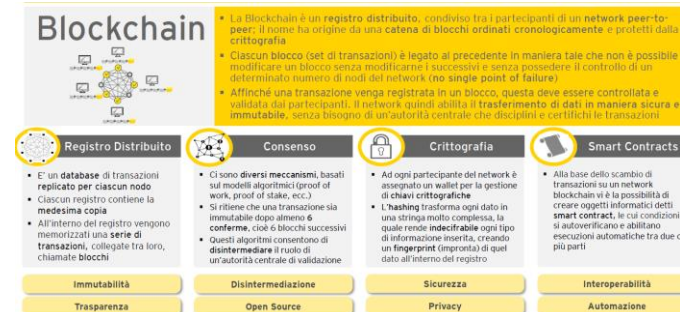 Blockchain
▪ La Blockchain è un registro distribuito, condiviso tra i partecipanti di un network peer-to-
peer; il nome ha origine da una catena di blocchi ordinati cronologicamente e protetti dalla
crittografia
▪ Ciascun blocco (set di transazioni) è legato al precedente in maniera tale che non è possibile
modificare un blocco senza modificarne i successivi e senza possedere il controllo di un
determinato numero di nodi del network (no single point of failure)
▪ Affinché una transazione venga registrata in un blocco, questa deve essere controllata e
validata dai partecipanti. Il network quindi abilita il trasferimento di dati in maniera sicura e
immutabile, senza bisogno di un'autorità centrale che disciplini e certifichi le transazioni
Registro Distribuito
▪ E' un database di transazioni
replicato per ciascun nodo
▪ Ciascun registro contiene la
medesima copia
▪ All'interno del registro vengono
memorizzati una serie di
transazioni, collegate tra loro,
chiamate blocchi
Immutabilità
Trasparenza
Consenso
▪ Ci sono diversi meccanismi, basati
sul modelli algoritmici (proof of
work, proof of stake, ecc.)
▪ Si ritiene che una transazione sia
immutabile dopo almeno 6
conferme, cioè 6 blocchi successivi
▪ Questi algoritmi consentono di
disintermediare il ruolo di
un'autorità centrale di validazione
Disintermediazione
Open Source
Crittografia
▪ Ad ogni partecipante del network è
assegnato un wallet per la gestione
di chiavi crittografiche
▪ L'hashing trasforma ogni dato in
una stringa molto complessa, la
quale rende indecifrabile ogni tipo
di informazione inserita, creando
un fingerprint (impronta) di quel
dato all'interno del registro
Sicurezza
Privacy
Smart Contracts
▪ Alla base dello scambio di
transazioni su un network
blockchain vi è la possibilità di
creare oggetti informatici detti
smart contract, le cui condizioni
si autoverificano e abilitano
esecuzioni automatiche tra due o
più parti
Interoperabilità
Automazione